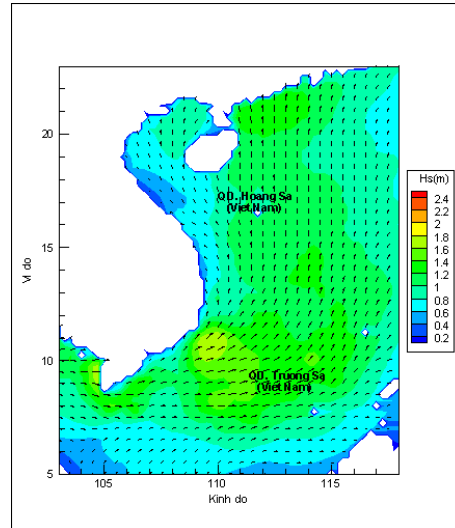 20
15
10
5
Vi do
QD. Hoang Sa
(Viet Nam)
QD. Truong Sa
(Viet Nam)
105
110
115
Kinh do
Hs(m)
2.4
2.2
2
1.8
1.6
1.4
1.2
1
0.8
0.6
0.4
0.2